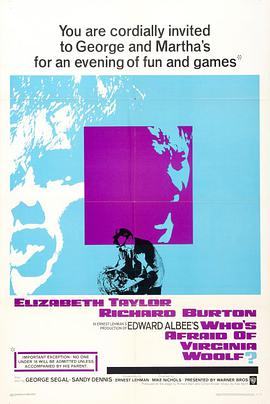 You are cordially invited
to George and Martha's
for an evening of fun and games*
ELIZABETH TAYLOR
RICHARD BURTON
IN ERNEST LEHMAN'S
PRODUCTION OF EDWARD ALBEE'S WHO'S
AFRAID OF
VIRGINIA
WOOLF?
* IMPORTANT EXCEPTION: NO ONE
UNDER 18 WILL BE ADMITTED UNLESS
ACCOMPANIED BY HIS PARENT.
GEORGE SEGAL · SANDY DENNIS · ERNEST LEHMAN · MIKE NICHOLS · PRESENTED BY WARNER BROS.